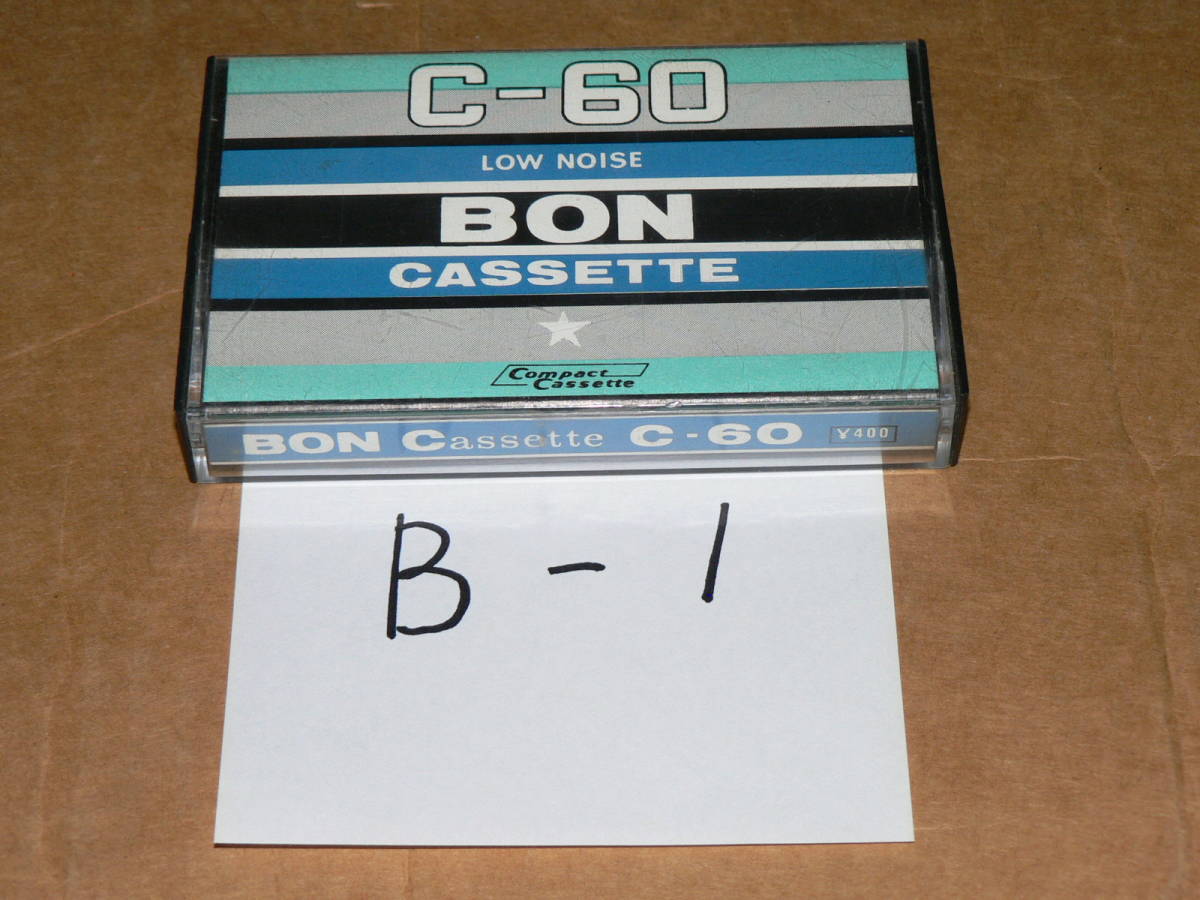 C-60
LOW NOISE
BON
CASSETTE
Compact
Cassette
BON Cassette C-60 ¥400
B-1